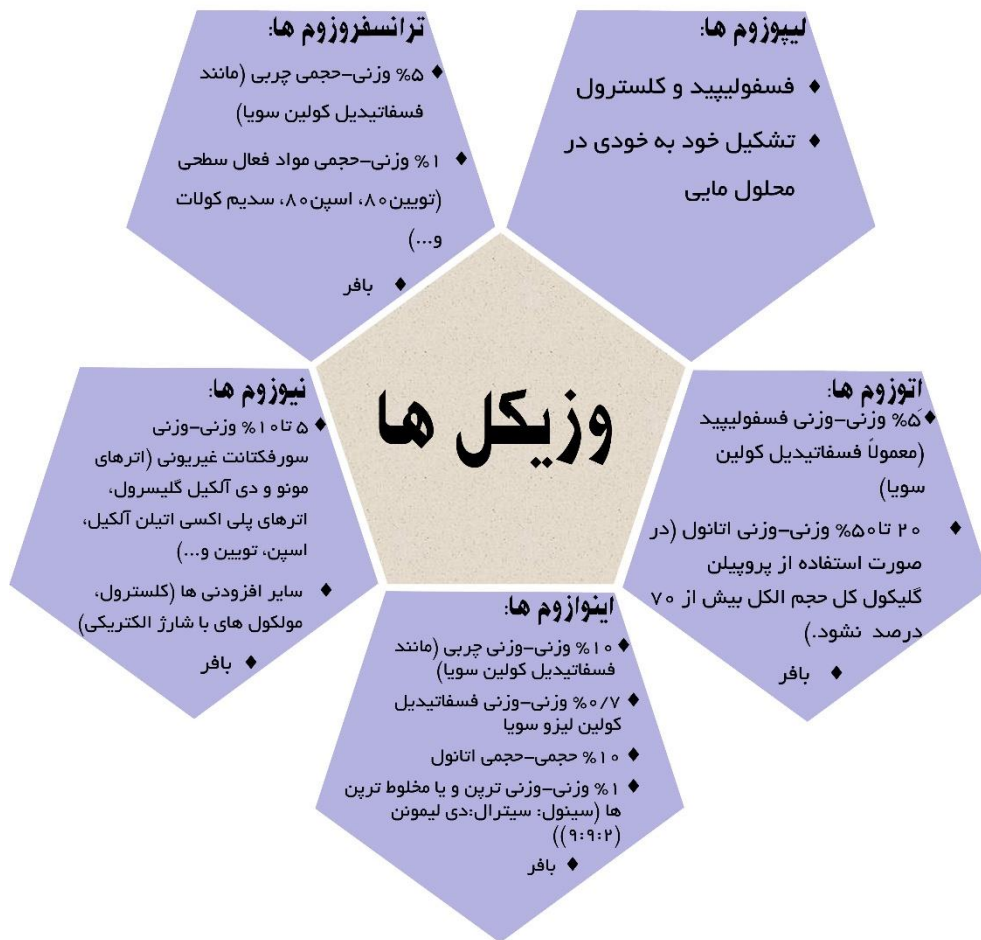 وزیکل ها
لیپوزوم ها:
♦ فسفولیپید و کلسترول
♦ تشکیل خود به خودی در
محلول مایی
ترانسفروزوم ها:
♦ ۵% وزنی-حجمی چربی (مانند
فسفاتیدیل کولین سویا)
♦ ۱% وزنی-حجمی مواد فعال سطحی
(تویین۸۰، اسپن۸۰، سدیم کولات
و...)
♦ بافر
اتوزوم ها:
♦ ۵% وزنی-وزنی فسفولیپید
(معمولاً فسفاتیدیل کولین
سویا)
♦ ۲۰ تا۵۰% وزنی-وزنی اتانول (در
صورت استفاده از پروپیلن
گلیکول کل حجم الکل بیش از ۷۰
درصد نشود.)
♦ بافر
نیوزوم ها:
♦ ۵ تا۱۰% وزنی-وزنی
سورفکتانت غیریونی (اترهای
مونو و دی آلکیل گلیسرول،
اترهای پلی اکسی اتیلن آلکیل،
اسپن، تویین و...)
♦ سایر افزودنی ها (کلسترول،
مولکول های با شارژ الکتریکی)
♦ بافر
اینوازوم ها:
♦ ۱۰% وزنی-وزنی چربی (مانند
فسفاتیدیل کولین سویا)
♦ ۰/۷% وزنی-وزنی فسفاتیدیل
کولین لیزو سویا
♦ ۱۰% حجمی-حجمی اتانول
♦ ۱% وزنی-وزنی ترپن و یا مخلوط ترپن
ها (سینول: سیترال:دی لیمونن
(۹:۹:۲))
♦ بافر